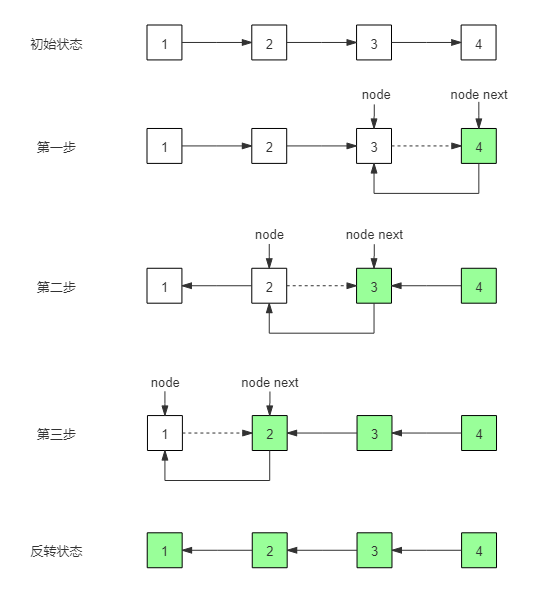 初始状态 1 2 3 4
node node next
第一步 1 2 3 4
node node next
第二步 1 2 3 4
node node next
第三步 1 2 3 4
反转状态 1 2 3 4